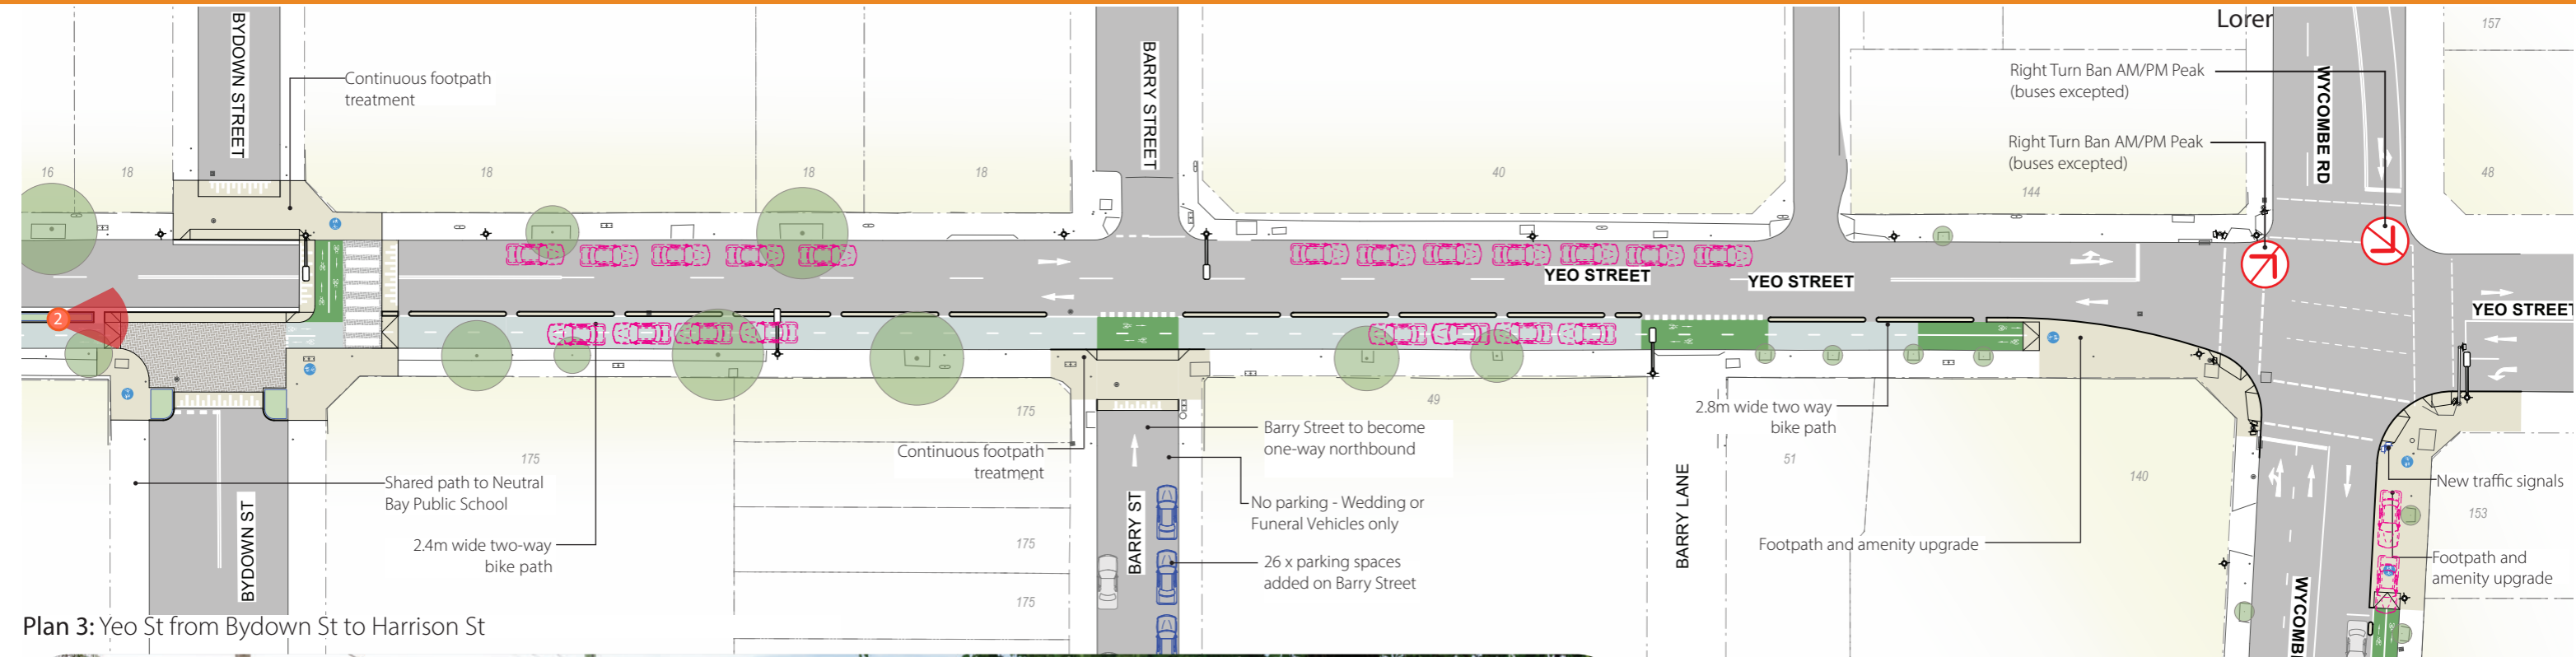 BYDOWN STREET
Continuous footpath
treatment
BARRY STREET
Lorer
157
Right Turn Ban AM/PM Peak
(buses excepted)
Right Turn Ban AM/PM Peak
(buses excepted)
WYCOMBE RD
16
18
18
18
18
40
144
48
YEO STREET
YEO STREET
YEO STREET
2
175
Continuous footpath
treatment
Barry Street to become
one-way northbound
49
2.8m wide two way
bike path
175
51
140
Shared path to Neutral
Bay Public School
No parking - Wedding or
Funeral Vehicles only
New traffic signals
153
2.4m wide two-way
bike path
175
BYDOWN ST
BARRY ST
26 x parking spaces
added on Barry Street
BARRY LANE
Footpath and amenity upgrade
Footpath and
amenity upgrade
175
WYCOMB
Plan 3: Yeo St from Bydown St to Harrison St